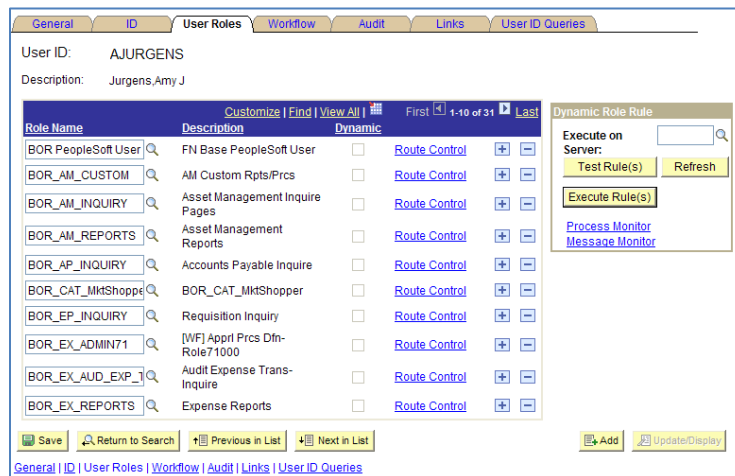 General ID User Roles Workflow Audit Links User ID Queries
User ID: AJURGENS
Description: Jurgens,Amy J
Customize | Find | View All | First 1-10 of 31 Last
Role Name Description Dynamic
BOR PeopleSoft User FN Base PeopleSoft User Route Control
BOR_AM_CUSTOM AM Custom Rpts/Prcs Route Control
BOR_AM_INQUIRY Asset Management Inquire Pages Route Control
BOR_AM_REPORTS Asset Management Reports Route Control
BOR_AP_INQUIRY Accounts Payable Inquire Route Control
BOR_CAT_MktShoppe BOR_CAT_MktShopper Route Control
BOR_EP_INQUIRY Requisition Inquiry Route Control
BOR_EX_ADMIN71 [WF] Apprl Prcs Dfn-Role71000 Route Control
BOR_EX_AUD_EXP_T Audit Expense Trans-Inquire Route Control
BOR_EX_REPORTS Expense Reports Route Control
Dynamic Role Rule
Execute on Server:
Test Rule(s) Refresh
Execute Rule(s)
Process Monitor
Message Monitor
Save Return to Search Previous in List Next in List Add Update/Display
General | ID | User Roles | Workflow | Audit | Links | User ID Queries